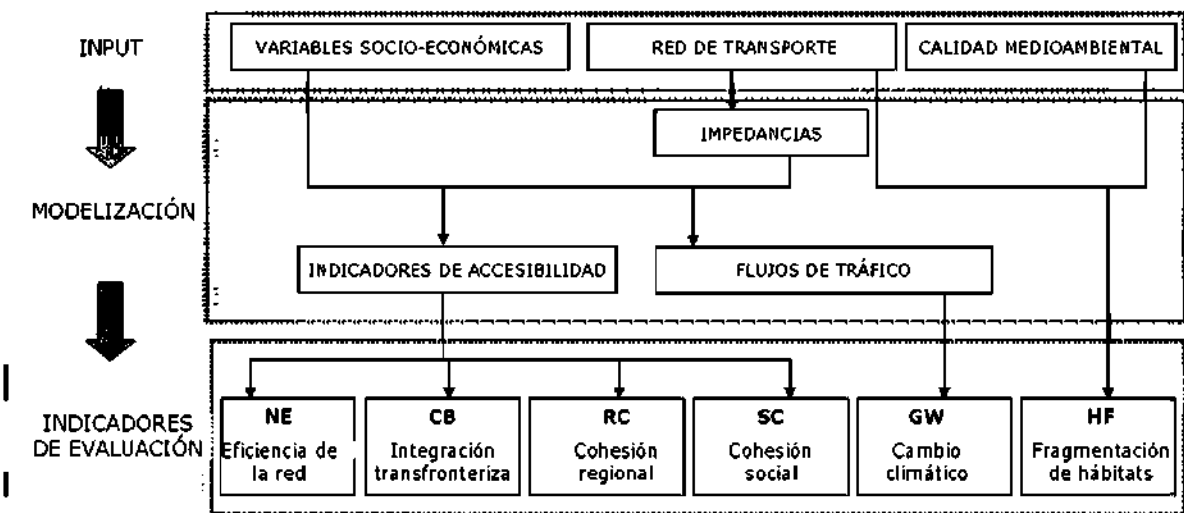 INPUT
VARIABLES SOCIO-ECONÓMICAS
RED DE TRANSPORTE
CALIDAD MEDIOAMBIENTAL
IMPEDANCIAS
MODELIZACIÓN
INDICADORES DE ACCESIBILIDAD
FLUJOS DE TRÁFICO
INDICADORES
DE EVALUACIÓN
NE
Eficiencia de
la red
CB
Integración
transfronteriza
RC
Cohesión
regional
SC
Cohesión
social
GW
Cambio
climático
HF
Fragmentación
de hábitats